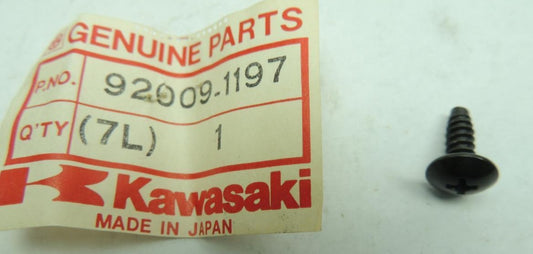 GENUINE PARTS
P.NO. 92009-1197
Q'TY (7L) 1
Kawasaki
MADE IN JAPAN